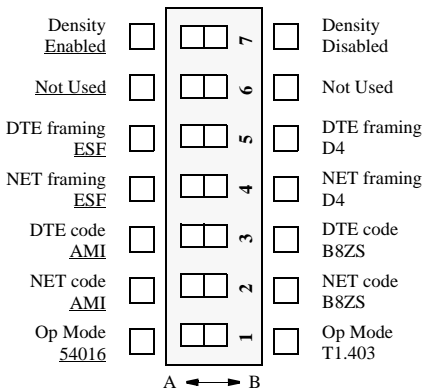 Density
Enabled
7
Density
Disabled
Not Used
6
Not Used
DTE framing
ESF
5
DTE framing
D4
NET framing
ESF
4
NET framing
D4
DTE code
AMI
3
DTE code
B8ZS
NET code
AMI
2
NET code
B8ZS
Op Mode
54016
1
Op Mode
T1.403
A B